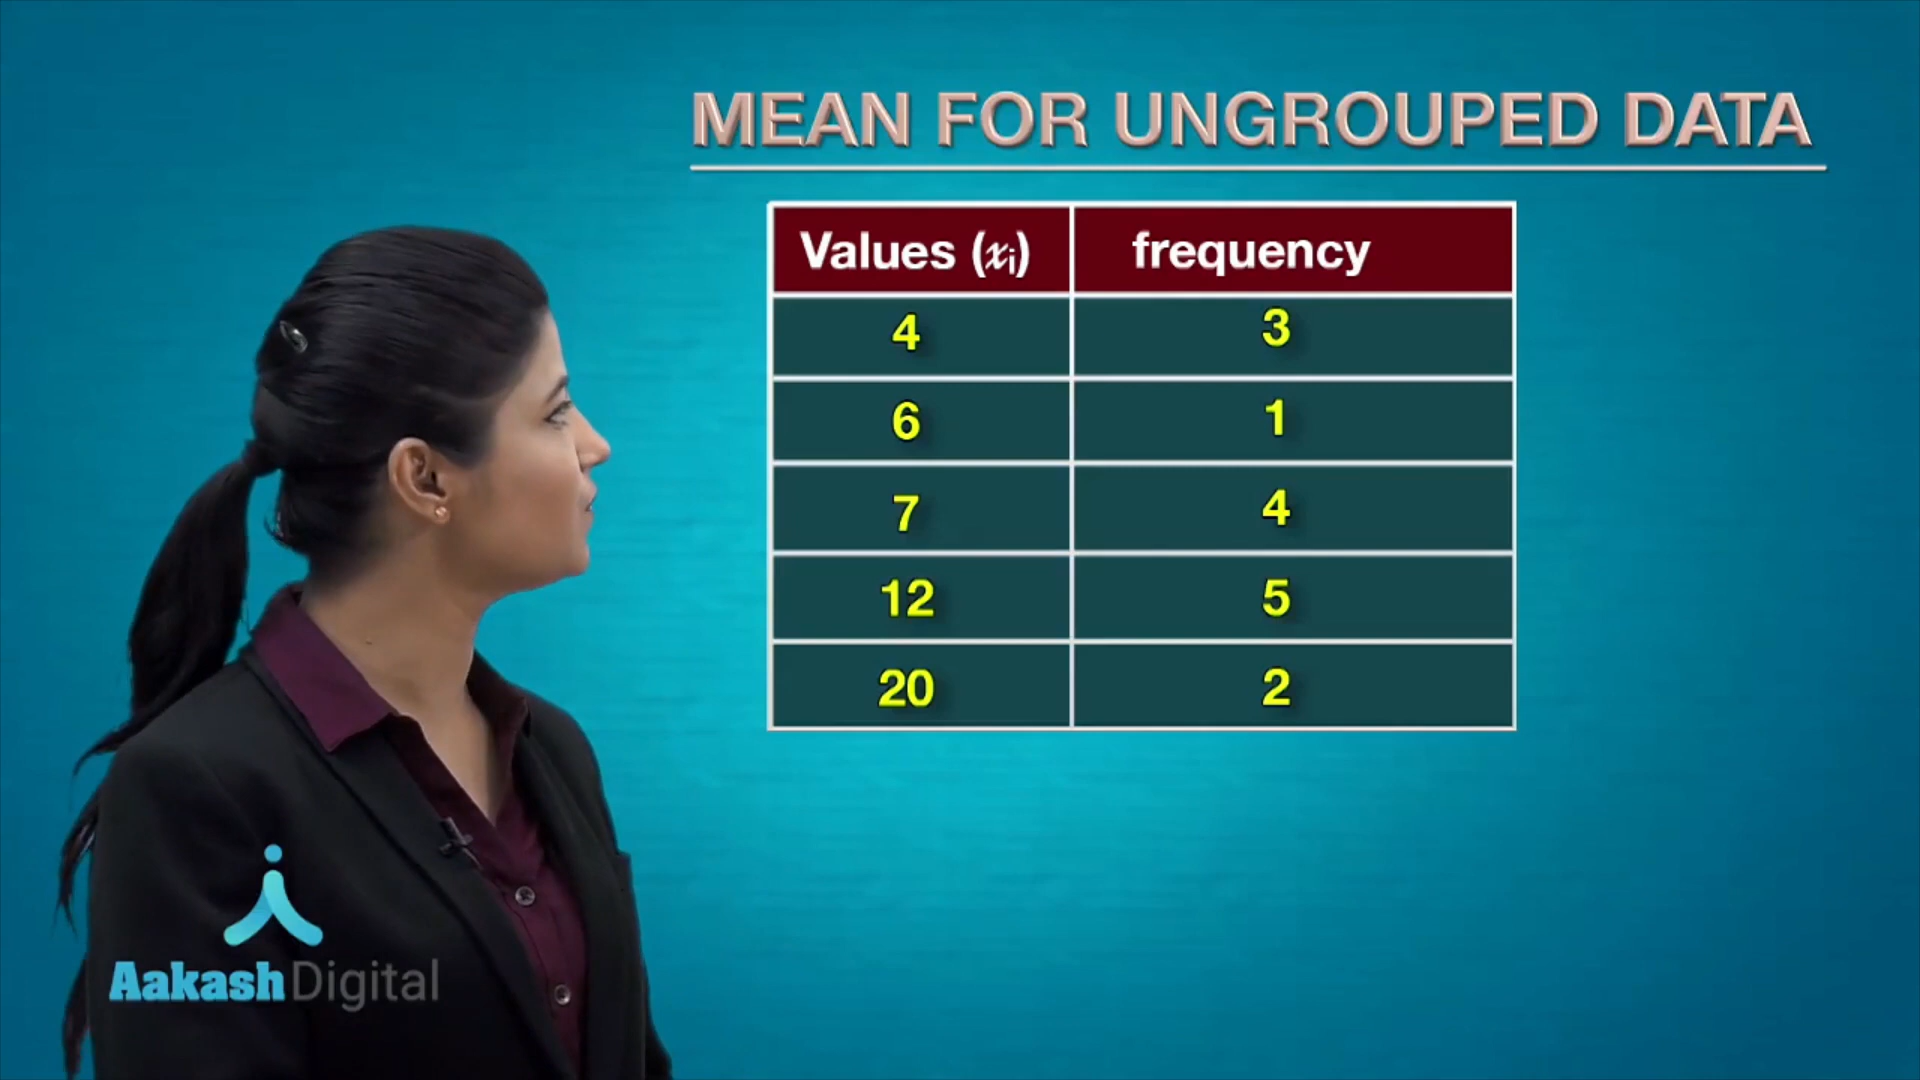 MEAN FOR UNGROUPED DATA
Values (xi) frequency
4 3
6 1
7 4
12 5
20 2
Aakash Digital